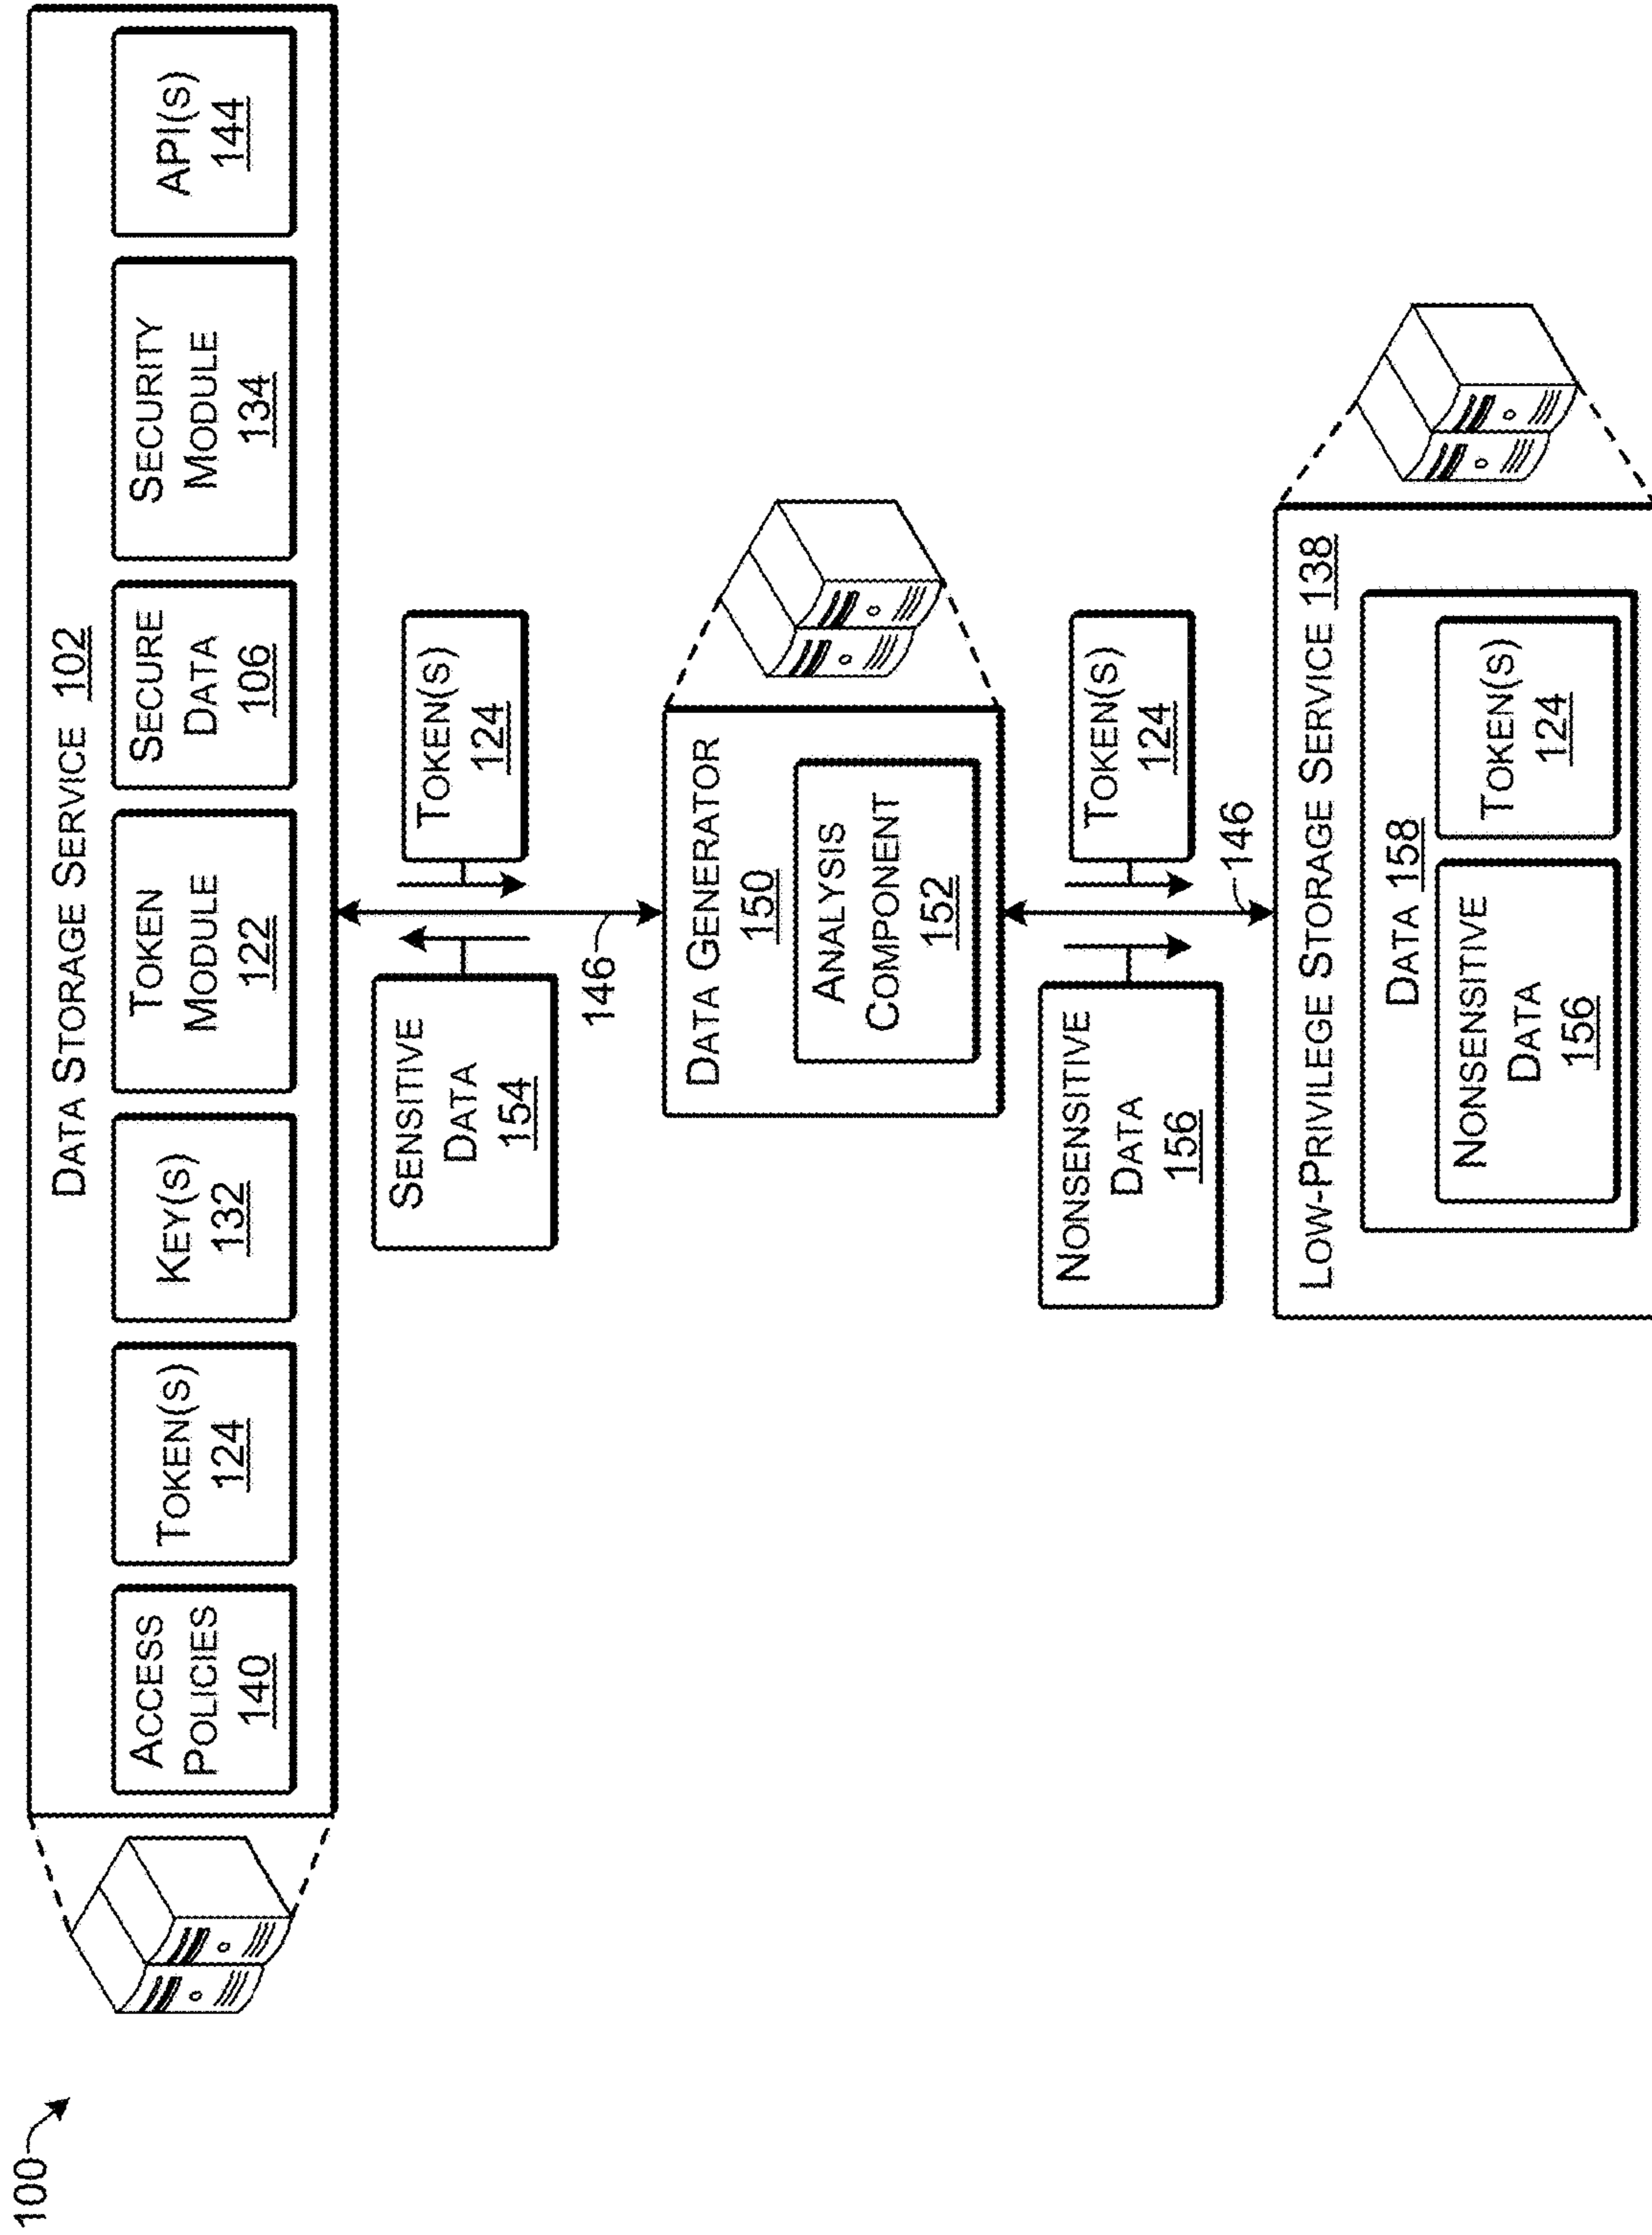 100
DATA STORAGE SERVICE 102
ACCESS
POLICIES
140
TOKEN(S)
124
KEY(S)
132
TOKEN
MODULE
122
SECURE
DATA
106
SECURITY
MODULE
134
API(S)
144
SENSITIVE
DATA
154
TOKEN(S)
124
146
DATA GENERATOR
150
ANALYSIS
COMPONENT
152
NONSENSITIVE
DATA
156
TOKEN(S)
124
146
LOW-PRIVILEGE STORAGE SERVICE 138
DATA 158
NONSENSITIVE
DATA
156
TOKEN(S)
124